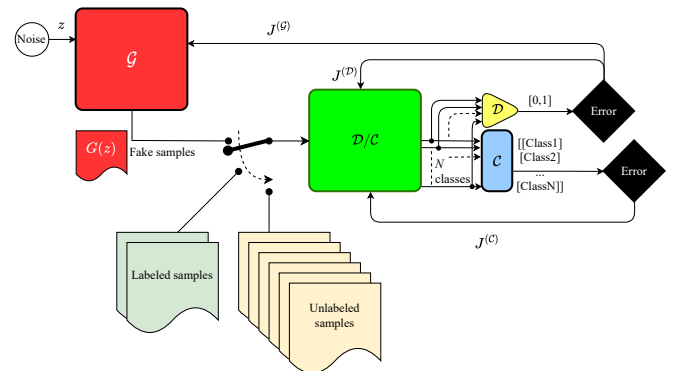 Noise
z
𝒢
J^(𝒢)
J^(𝒟)
G(z)
Fake samples
𝒟/𝒞
𝒟
[0,1]
Error
N
classes
𝒞
[[Class1]
[Class2]
...
[ClassN]]
Error
J^(𝒞)
Labeled samples
Unlabeled
samples